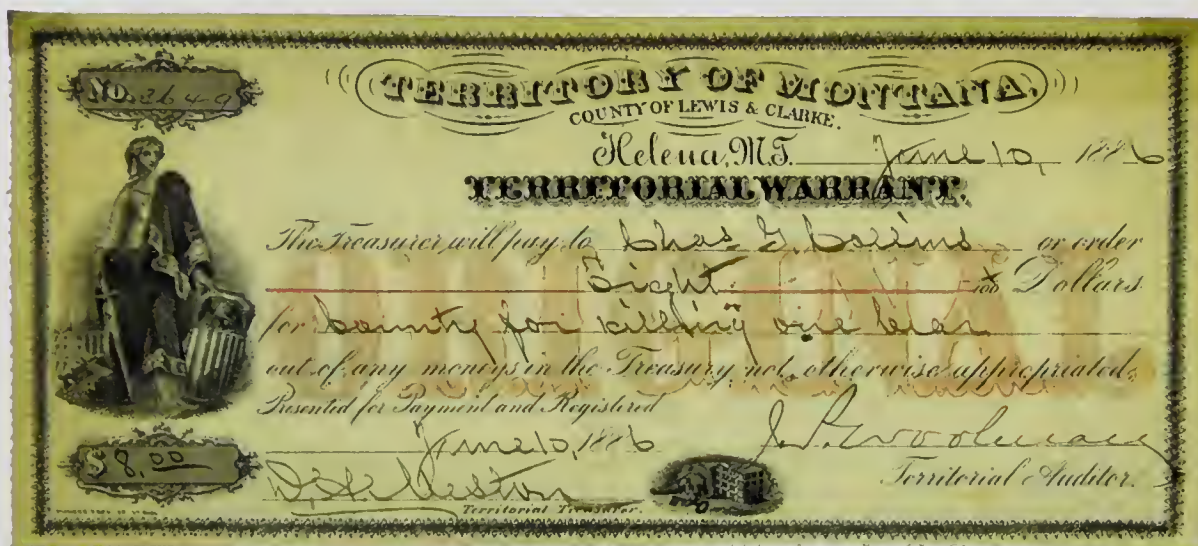 No. 2649
TERRITORY OF MONTANA.
COUNTY OF LEWIS & CLARKE.
Helena, M.T. June 10, 1886
TERRITORIAL WARRANT.
The Treasurer will pay to Chas G. Collins or order
Eight 100 Dollars
for bounty for killing one bear
out of any moneys in the Treasury not otherwise appropriated.
Presented for Payment and Registered
June 10, 1886
J. P. Woolman
Territorial Auditor.
$ 8.00
D. H. Weston
Territorial Treasurer.